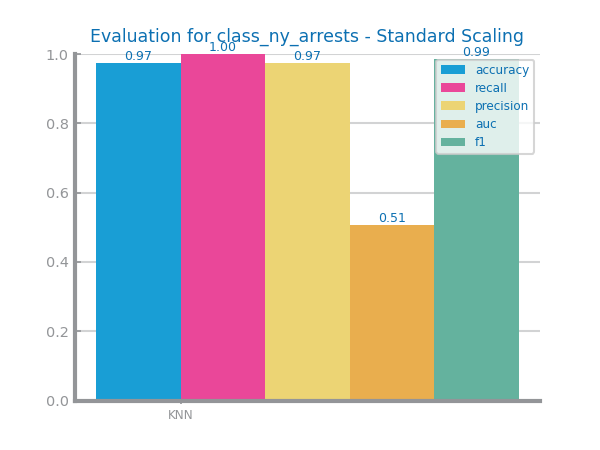 Evaluation for class_ny_arrests - Standard Scaling
1.0
0.8
0.6
0.4
0.2
0.0
0.97
1.00
0.97
0.51
0.99
accuracy
recall
precision
auc
f1
KNN